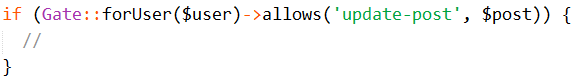 if (Gate::forUser($user)->allows('update-post', $post)) {
//
}